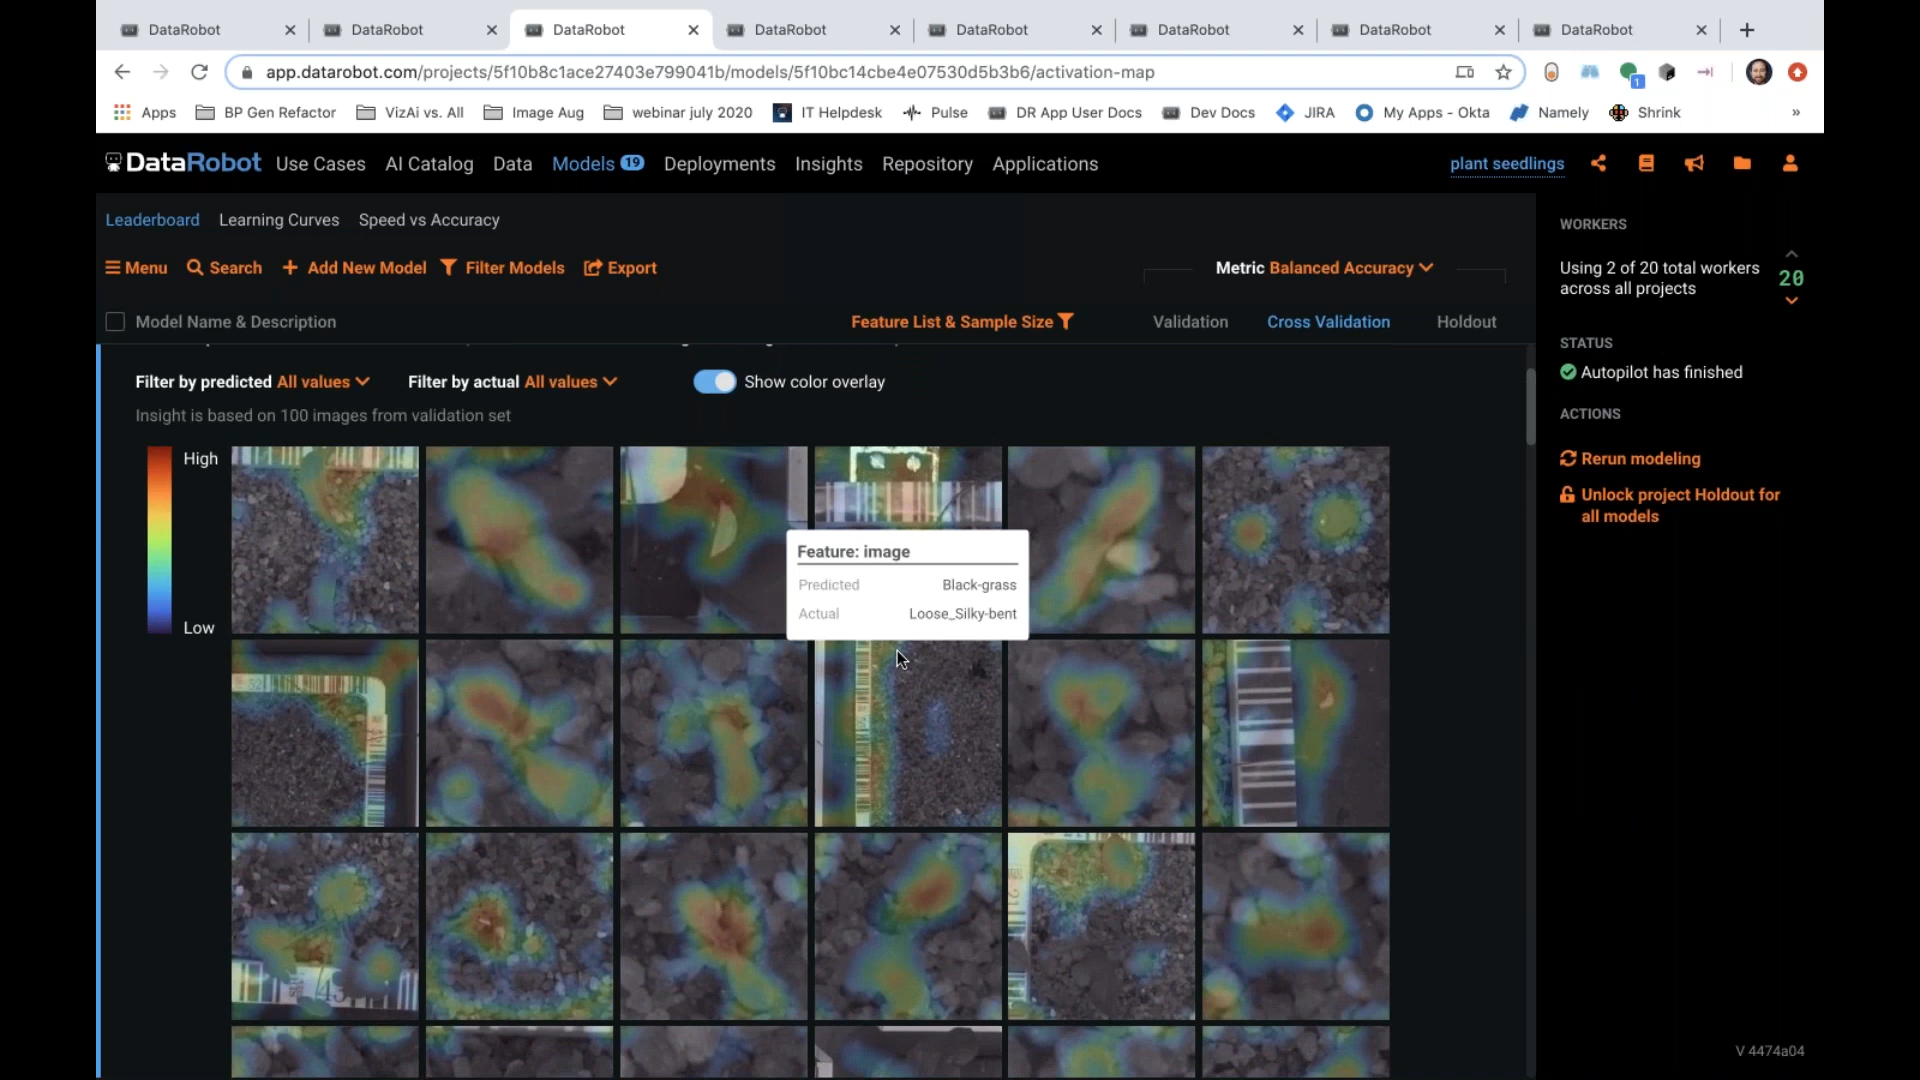 DataRobot DataRobot DataRobot DataRobot DataRobot DataRobot DataRobot DataRobot
app.datarobot.com/projects/5f10b8c1ace27403e799041b/models/5f10bc14cbe4e07530d5b3b6/activation-map
1
Apps BP Gen Refactor VizAi vs. All Image Aug webinar july 2020 IT Helpdesk Pulse DR App User Docs Dev Docs JIRA My Apps - Okta Namely Shrink »
DataRobot Use Cases AI Catalog Data Models 19 Deployments Insights Repository Applications plant seedlings
Leaderboard Learning Curves Speed vs Accuracy
Menu Search + Add New Model Filter Models Export Metric Balanced Accuracy
Model Name & Description Feature List & Sample Size Validation Cross Validation Holdout
Filter by predicted All values Filter by actual All values Show color overlay
Insight is based on 100 images from validation set
High
Low
Feature: image
Predicted Black-grass
Actual Loose_Silky-bent
WORKERS
Using 2 of 20 total workers
across all projects
20
STATUS
Autopilot has finished
ACTIONS
Rerun modeling
Unlock project Holdout for
all models
V 4474a04